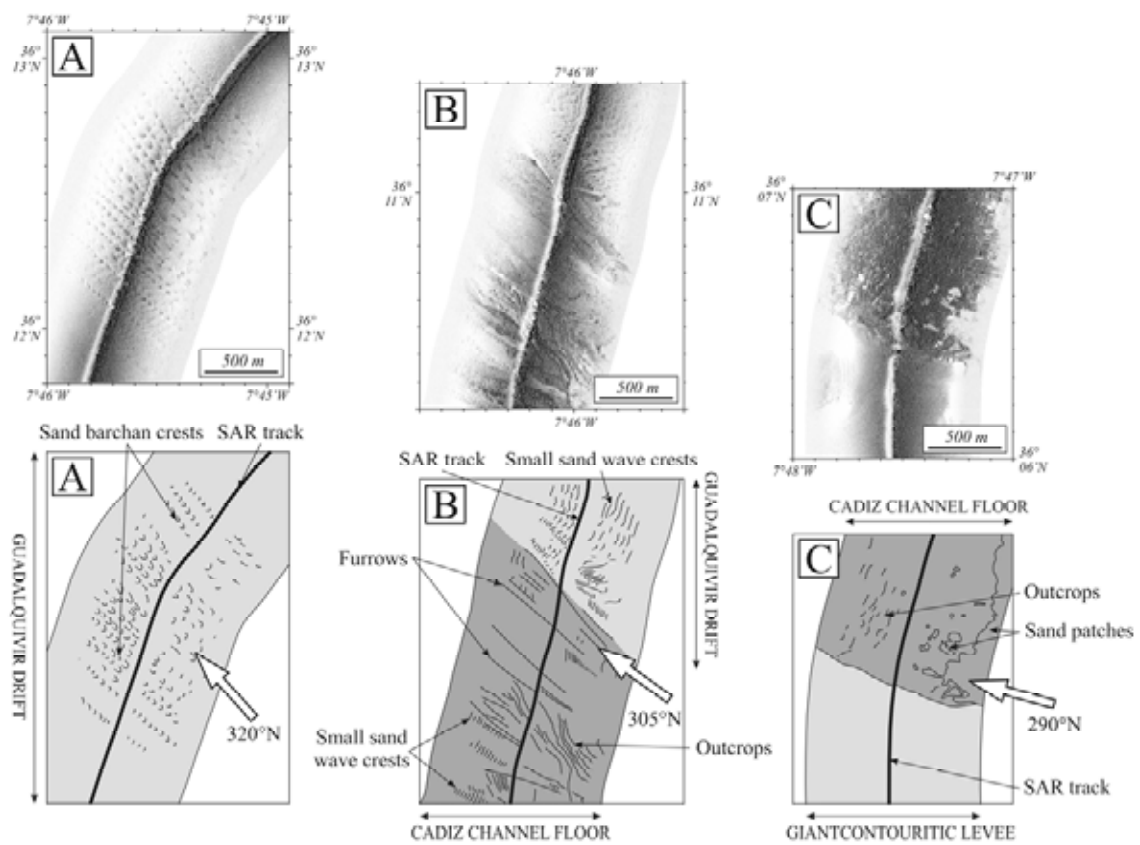 7°46'W 7°45'W
36°
13'N
A
36°
13'N
36°
12'N
36°
12'N
500 m
7°46'W 7°45'W
7°46'W
B
36°
11'N
36°
11'N
500 m
7°46'W
36°
07'N
7°47'W
C
500 m
7°48'W
36°
06'N
Sand barchan crests SAR track
A
GUADALQUIVIR DRIFT
320°N
SAR track Small sand wave crests
B
Furrows
GUADALQUIVIR DRIFT
305°N
Small sand
wave crests
Outcrops
CADIZ CHANNEL FLOOR
CADIZ CHANNEL FLOOR
C
Outcrops
Sand patches
290°N
SAR track
GIANTCONTOURITIC LEVEE